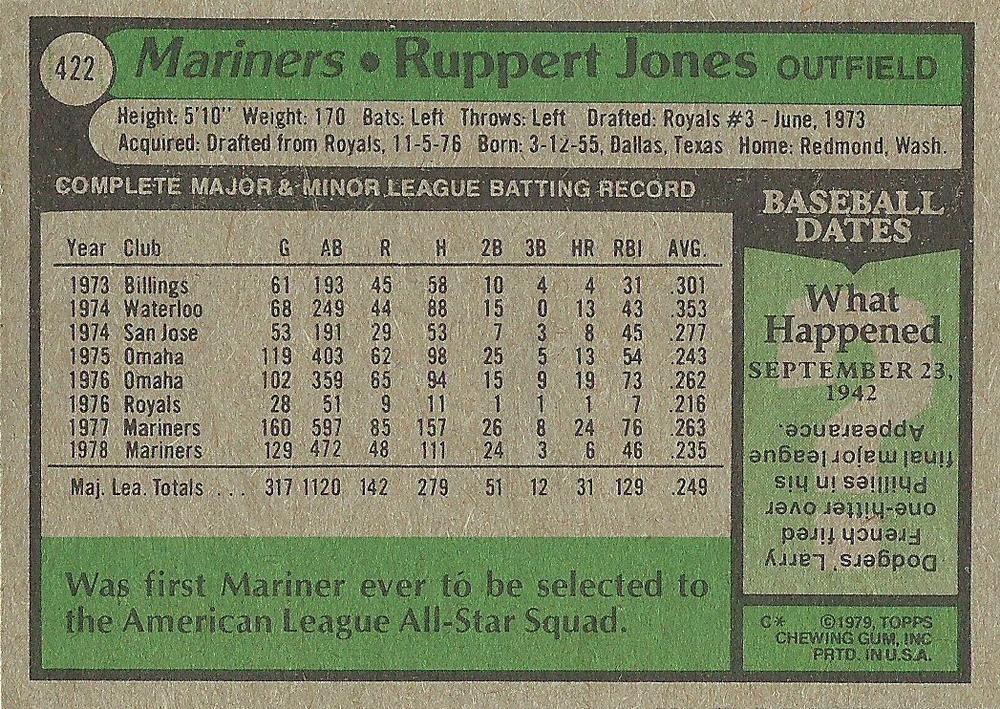 422 Mariners • Ruppert Jones OUTFIELD
Height: 5'10" Weight: 170 Bats: Left Throws: Left Drafted: Royals #3 - June, 1973
Acquired: Drafted from Royals, 11-5-76 Born: 3-12-55, Dallas, Texas Home: Redmond, Wash.
COMPLETE MAJOR & MINOR LEAGUE BATTING RECORD
Year Club G AB R H 2B 3B HR RBI AVG.
1973 Billings 61 193 45 58 10 4 4 31 .301
1974 Waterloo 68 249 44 88 15 0 13 45 .353
1974 San Jose 53 191 29 53 7 3 8 45 .277
1975 Omaha 119 403 62 98 25 5 13 54 .243
1976 Omaha 102 359 65 94 15 9 19 73 .262
1976 Royals 28 51 9 11 1 1 1 7 .216
1977 Mariners 160 597 85 157 26 8 24 76 .263
1978 Mariners 129 472 48 111 24 3 6 46 .235
Maj. Lea. Totals . . . 317 1120 142 279 51 12 31 129 .249
Was first Mariner ever to be selected to
the American League All-Star Squad.
BASEBALL
DATES
What
Happened
SEPTEMBER 23,
1942
Dodgers' Larry
French fired
one-hitter over
Phillies in his
final major league
Appearance.
C* ©1979, TOPPS
CHEWING GUM, INC
PRTD. IN U.S.A.